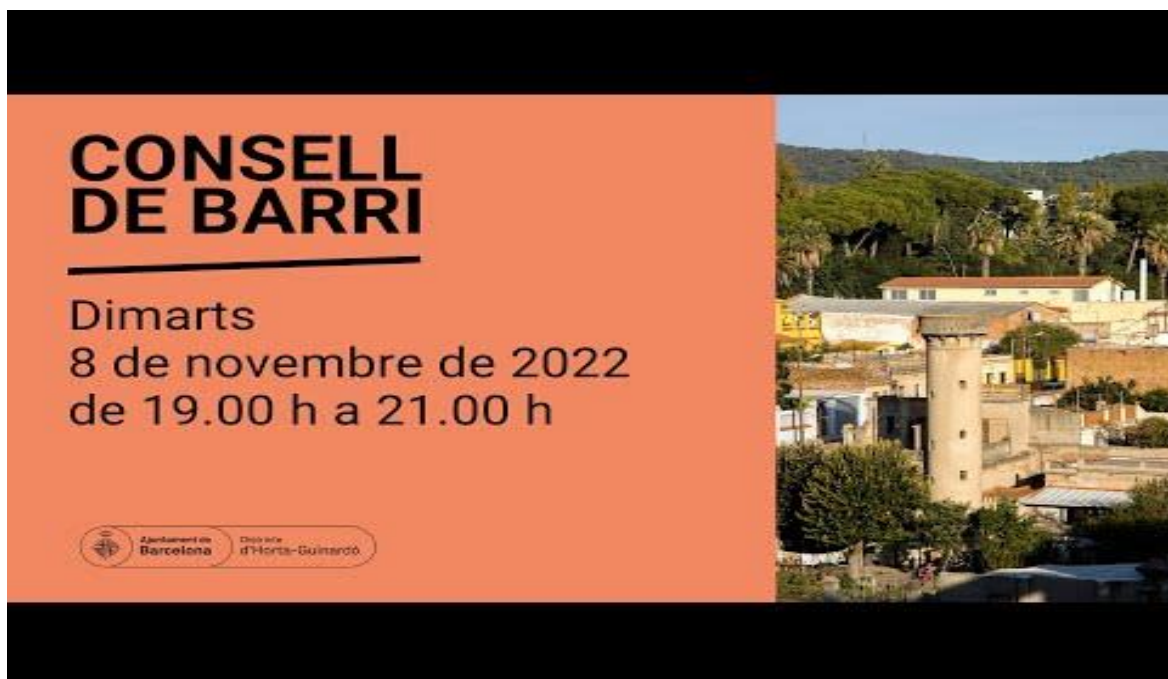 CONSELL
DE BARRI
Dimarts
8 de novembre de 2022
de 19.00 h a 21.00 h
Ajuntament de
Barcelona
Districte
d'Horta-Guinardó